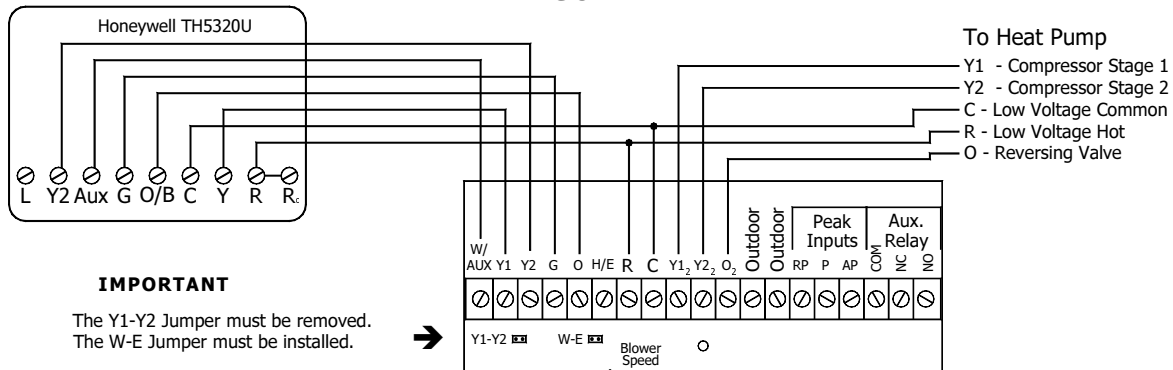 Honeywell TH5320U
L Y2 Aux G O/B C Y R Rc
To Heat Pump
Y1 - Compressor Stage 1
Y2 - Compressor Stage 2
C - Low Voltage Common
R - Low Voltage Hot
O - Reversing Valve
IMPORTANT
The Y1-Y2 Jumper must be removed.
The W-E Jumper must be installed.
Peak Inputs
Aux. Relay
W/AUX Y1 Y2 G O H/E R C Y1₂ Y2₂ O₂ Outdoor Outdoor RP P AP COM NC NO
Y1-Y2
W-E
Blower
Speed